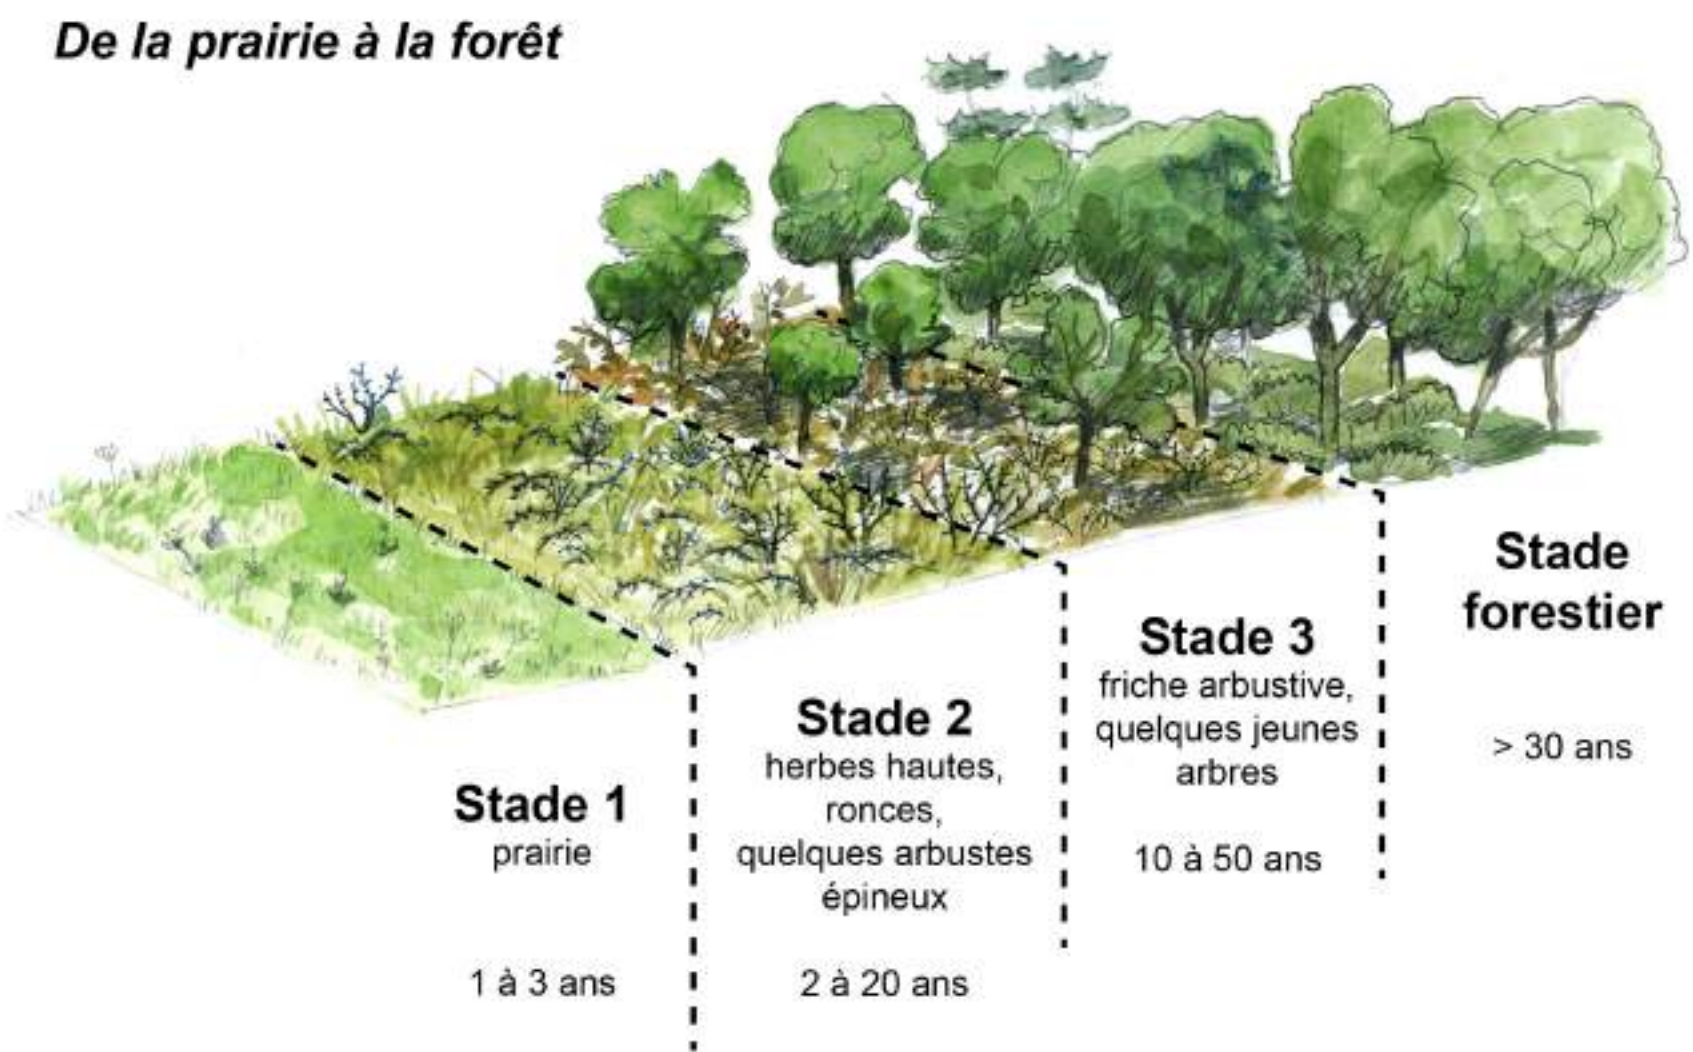 De la prairie à la forêt
Stade 1
prairie
1 à 3 ans
Stade 2
herbes hautes,
ronces,
quelques arbustes
épineux
2 à 20 ans
Stade 3
friche arbustive,
quelques jeunes
arbres
10 à 50 ans
Stade
forestier
> 30 ans